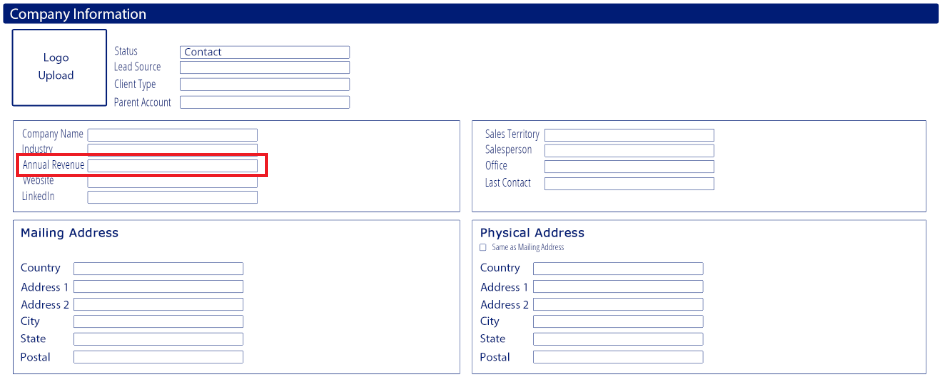 Company Information
Logo
Upload
Status Contact
Lead Source
Client Type
Parent Account
Company Name
Industry
Annual Revenue
Website
LinkedIn
Sales Territory
Salesperson
Office
Last Contact
Mailing Address
Country
Address 1
Address 2
City
State
Postal
Physical Address
Same as Mailing Address
Country
Address 1
Address 2
City
State
Postal